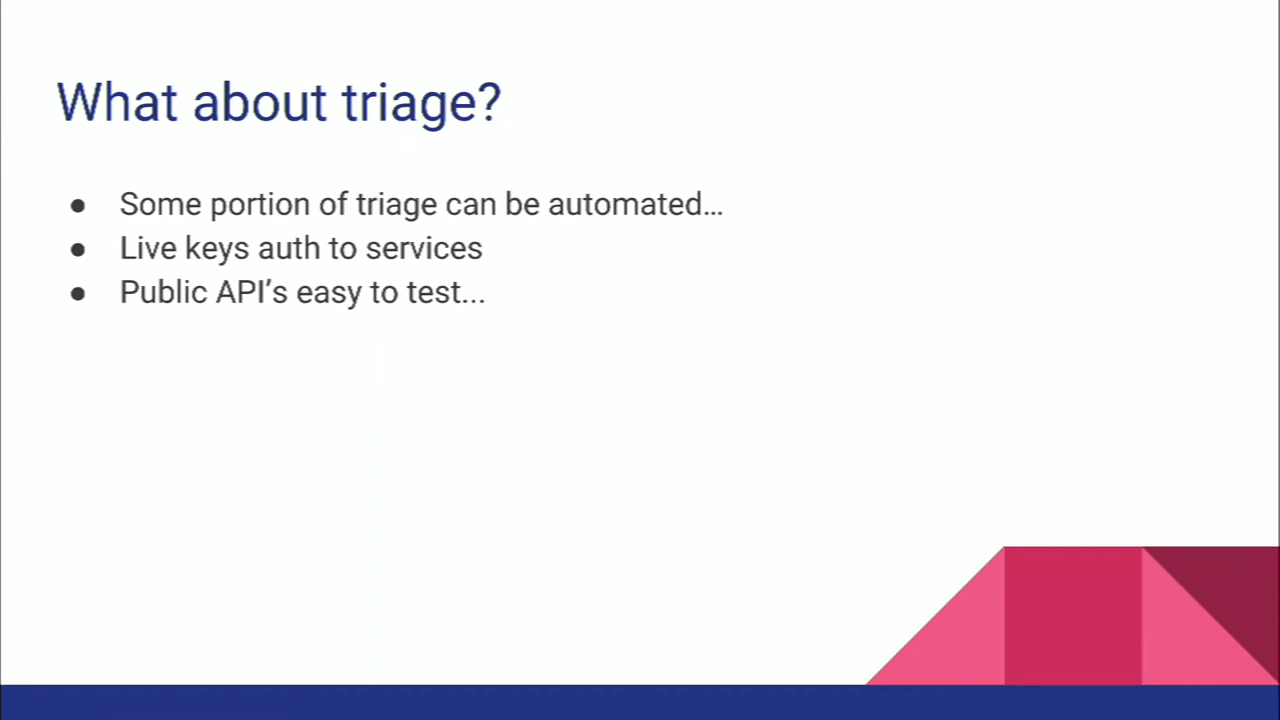 What about triage?
● Some portion of triage can be automated…
● Live keys auth to services
● Public API’s easy to test...